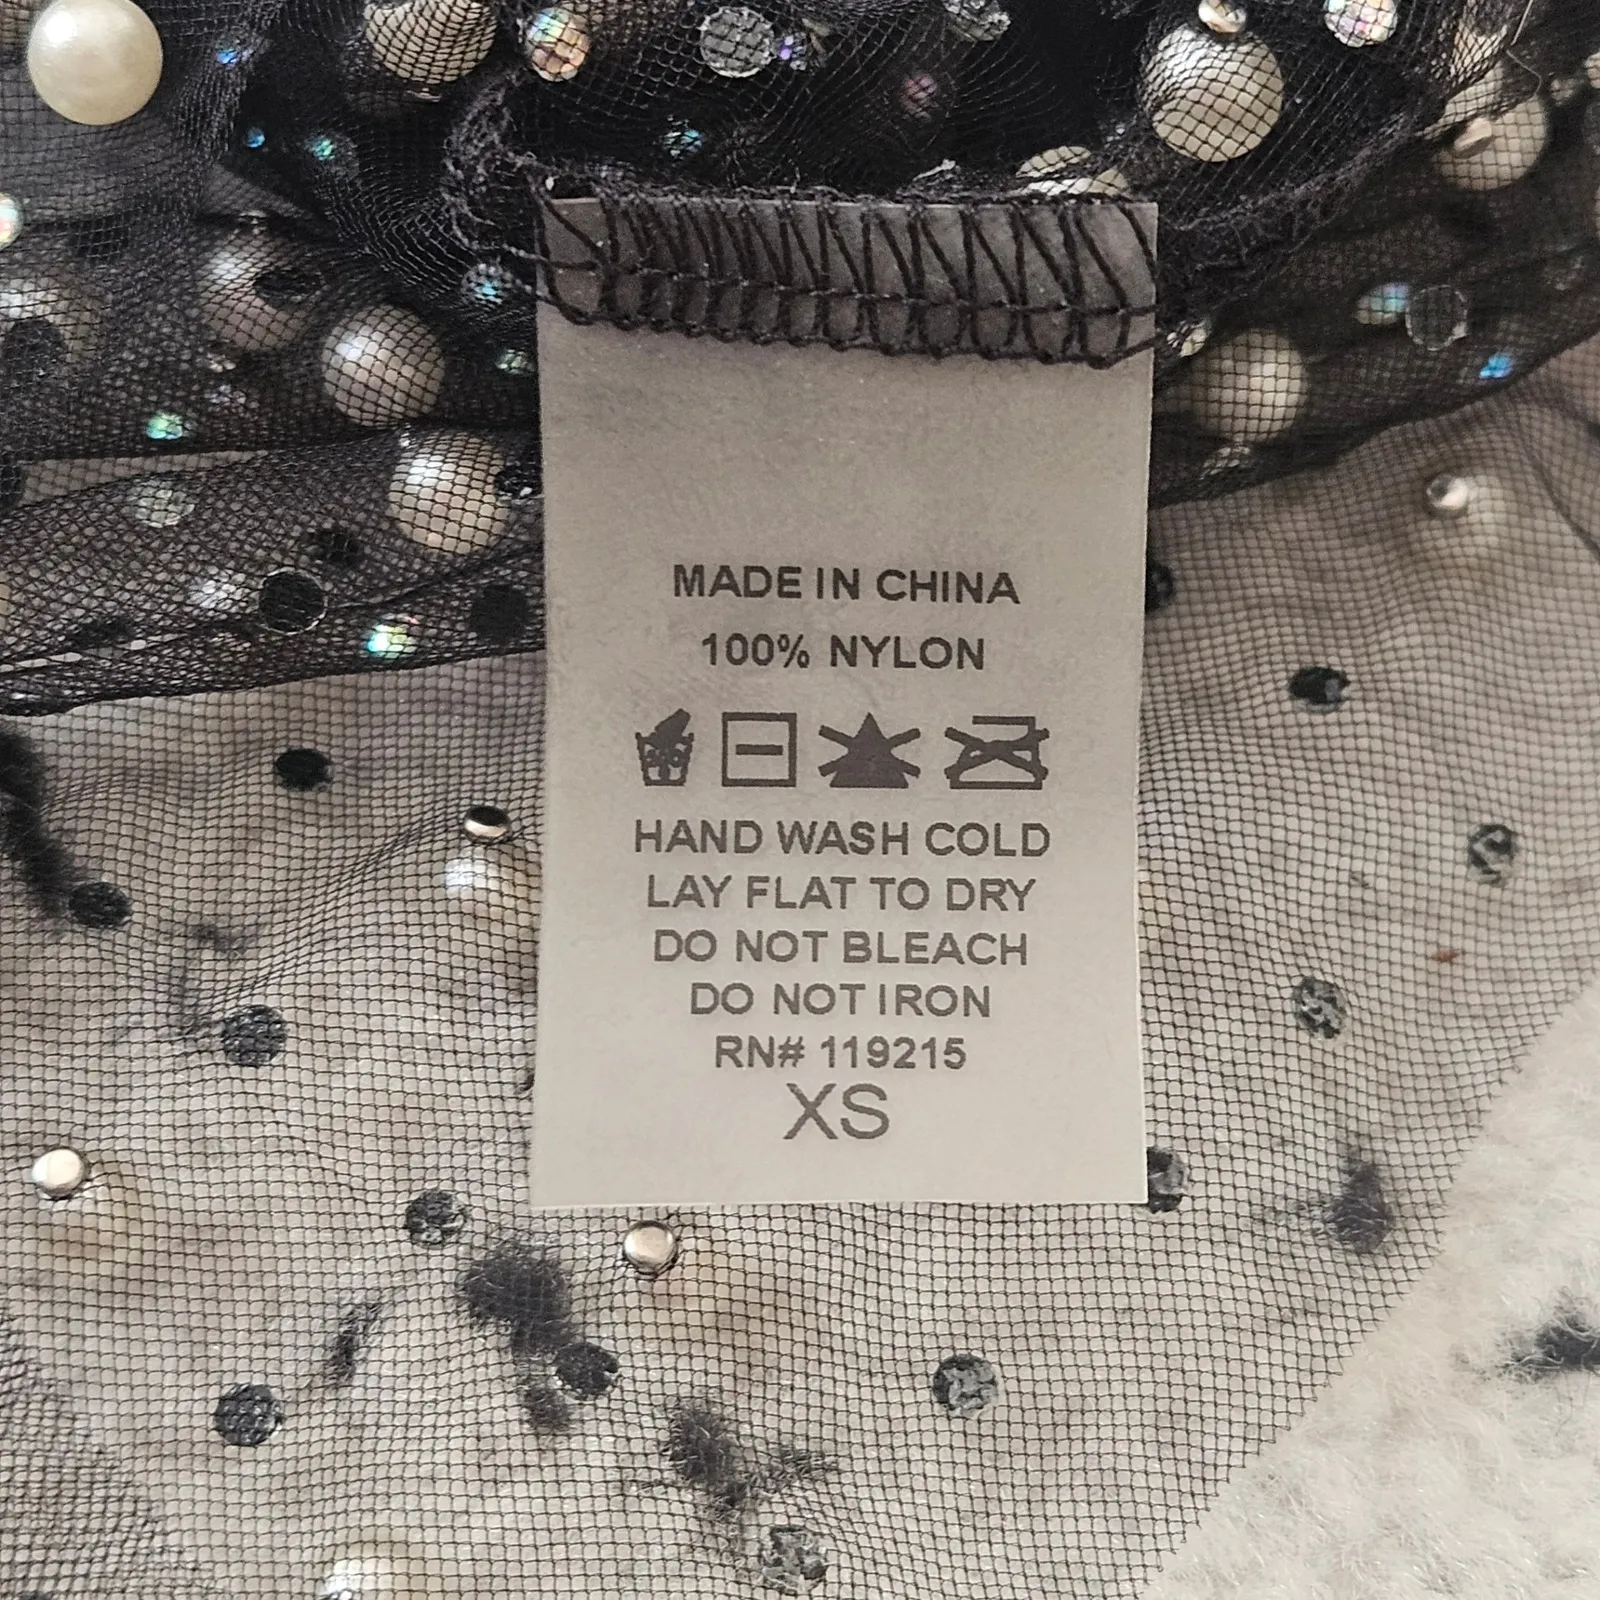 MADE IN CHINA
100% NYLON
HAND WASH COLD
LAY FLAT TO DRY
DO NOT BLEACH
DO NOT IRON
RN# 119215
XS